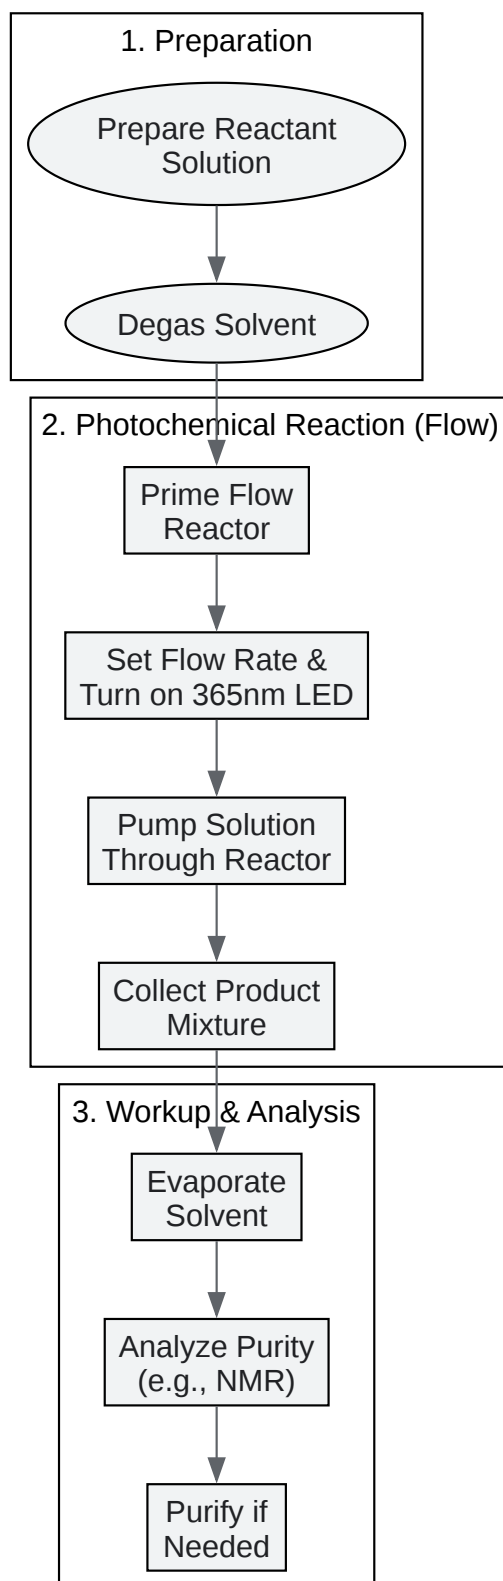 1. Preparation
Prepare Reactant
Solution
Degas Solvent
2. Photochemical Reaction (Flow)
Prime Flow
Reactor
Set Flow Rate &
Turn on 365nm LED
Pump Solution
Through Reactor
Collect Product
Mixture
3. Workup & Analysis
Evaporate
Solvent
Analyze Purity
(e.g., NMR)
Purify if
Needed